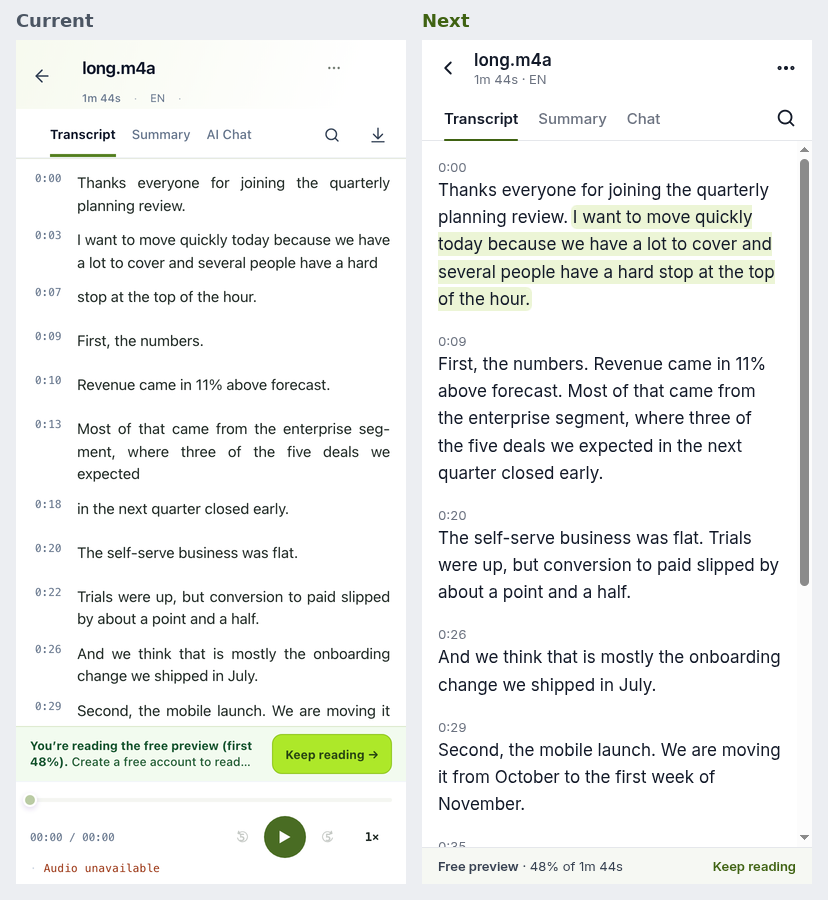 Current
long.m4a
1m 44s · EN ·
Transcript Summary AI Chat
0:00 Thanks everyone for joining the quarterly
planning review.
0:03 I want to move quickly today because we have
a lot to cover and several people have a hard
0:07 stop at the top of the hour.
0:09 First, the numbers.
0:10 Revenue came in 11% above forecast.
0:13 Most of that came from the enterprise seg-
ment, where three of the five deals we
expected
0:18 in the next quarter closed early.
0:20 The self-serve business was flat.
0:22 Trials were up, but conversion to paid slipped
by about a point and a half.
0:26 And we think that is mostly the onboarding
change we shipped in July.
0:29 Second, the mobile launch. We are moving it
You're reading the free preview (first
48%). Create a free account to read…
Keep reading →
00:00 / 00:00
5
5
1×
· Audio unavailable
Next
long.m4a
1m 44s · EN
Transcript Summary Chat
0:00
Thanks everyone for joining the quarterly
planning review. I want to move quickly
today because we have a lot to cover and
several people have a hard stop at the top
of the hour.
0:09
First, the numbers. Revenue came in 11%
above forecast. Most of that came from
the enterprise segment, where three of
the five deals we expected in the next
quarter closed early.
0:20
The self-serve business was flat. Trials
were up, but conversion to paid slipped by
about a point and a half.
0:26
And we think that is mostly the onboarding
change we shipped in July.
0:29
Second, the mobile launch. We are moving
it from October to the first week of
November.
0:35
Free preview · 48% of 1m 44s
Keep reading